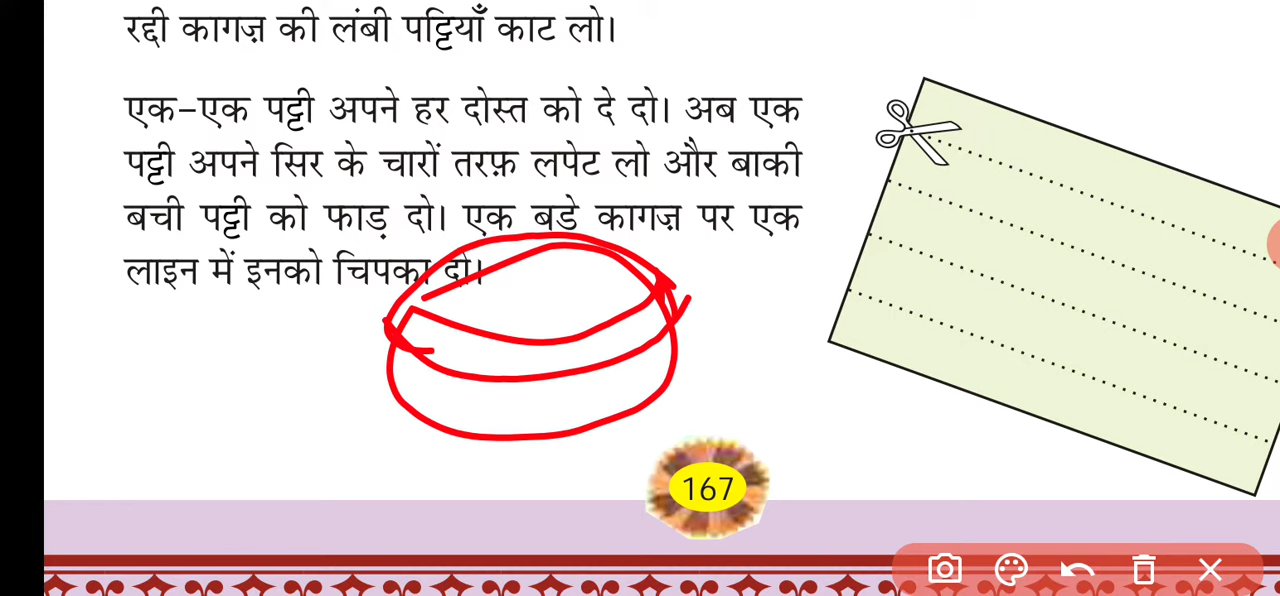 रद्दी कागज़ की लंबी पट्टियाँ काट लो।
एक–एक पट्टी अपने हर दोस्त को दे दो। अब एक
पट्टी अपने सिर के चारों तरफ़ लपेट लो और बाकी
बची पट्टी को फाड़ दो। एक बडे कागज़ पर एक
लाइन में इनको चिपका दो।
167